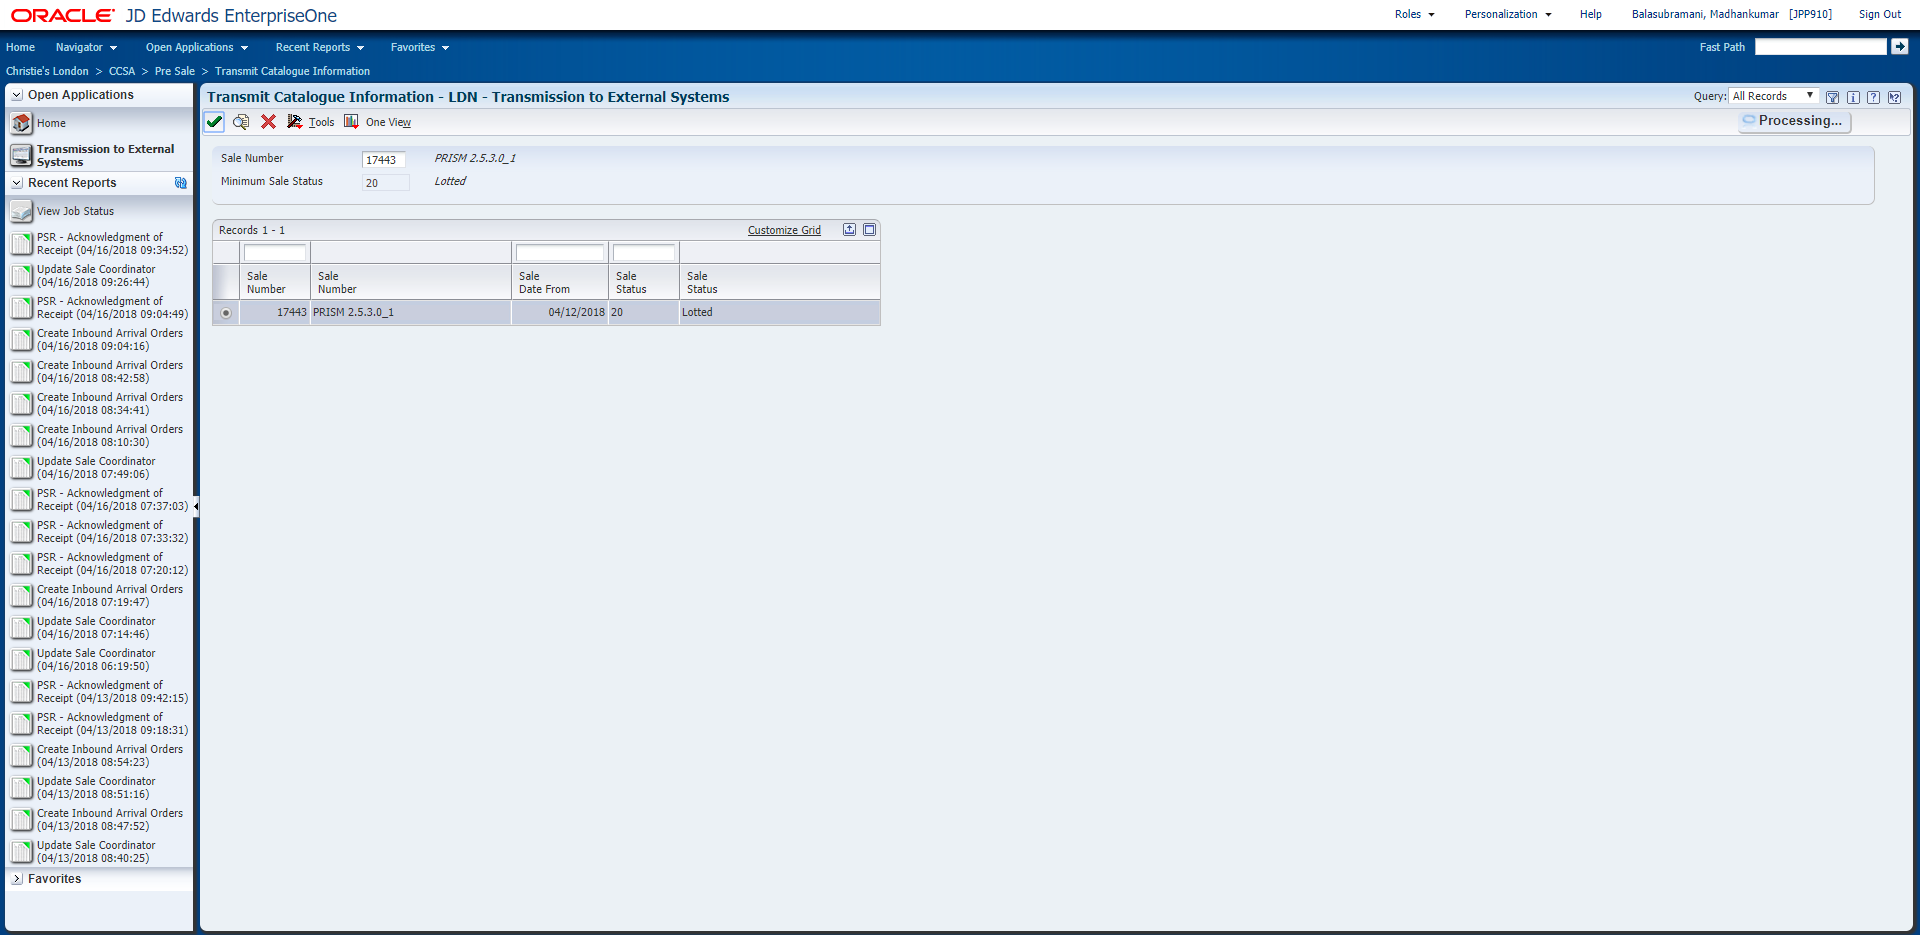 ORACLE JD Edwards EnterpriseOne
Roles Personalization Help Balasubramani, Madhankumar [JPP910] Sign Out
Home Navigator Open Applications Recent Reports Favorites Fast Path
Christie's London > CCSA > Pre Sale > Transmit Catalogue Information
Open Applications
Home
Transmission to External
Systems
Recent Reports
View Job Status
PSR - Acknowledgment of
Receipt (04/16/2018 09:34:52)
Update Sale Coordinator
(04/16/2018 09:26:44)
PSR - Acknowledgment of
Receipt (04/16/2018 09:04:49)
Create Inbound Arrival Orders
(04/16/2018 09:04:16)
Create Inbound Arrival Orders
(04/16/2018 08:42:58)
Create Inbound Arrival Orders
(04/16/2018 08:34:41)
Create Inbound Arrival Orders
(04/16/2018 08:10:30)
Update Sale Coordinator
(04/16/2018 07:49:06)
PSR - Acknowledgment of
Receipt (04/16/2018 07:37:03)
PSR - Acknowledgment of
Receipt (04/16/2018 07:33:32)
PSR - Acknowledgment of
Receipt (04/16/2018 07:20:12)
Create Inbound Arrival Orders
(04/16/2018 07:19:47)
Update Sale Coordinator
(04/16/2018 07:14:46)
Update Sale Coordinator
(04/16/2018 06:19:50)
PSR - Acknowledgment of
Receipt (04/13/2018 09:42:15)
PSR - Acknowledgment of
Receipt (04/13/2018 09:18:31)
Create Inbound Arrival Orders
(04/13/2018 08:54:23)
Update Sale Coordinator
(04/13/2018 08:51:16)
Create Inbound Arrival Orders
(04/13/2018 08:47:52)
Update Sale Coordinator
(04/13/2018 08:40:25)
Favorites
Transmit Catalogue Information - LDN - Transmission to External Systems
Query: All Records
Tools One View
Processing...
Sale Number 17443 PRISM 2.5.3.0_1
Minimum Sale Status 20 Lotted
Records 1 - 1 Customize Grid
Sale Sale Sale Sale Sale
Number Number Date From Status Status
17443 PRISM 2.5.3.0_1 04/12/2018 20 Lotted